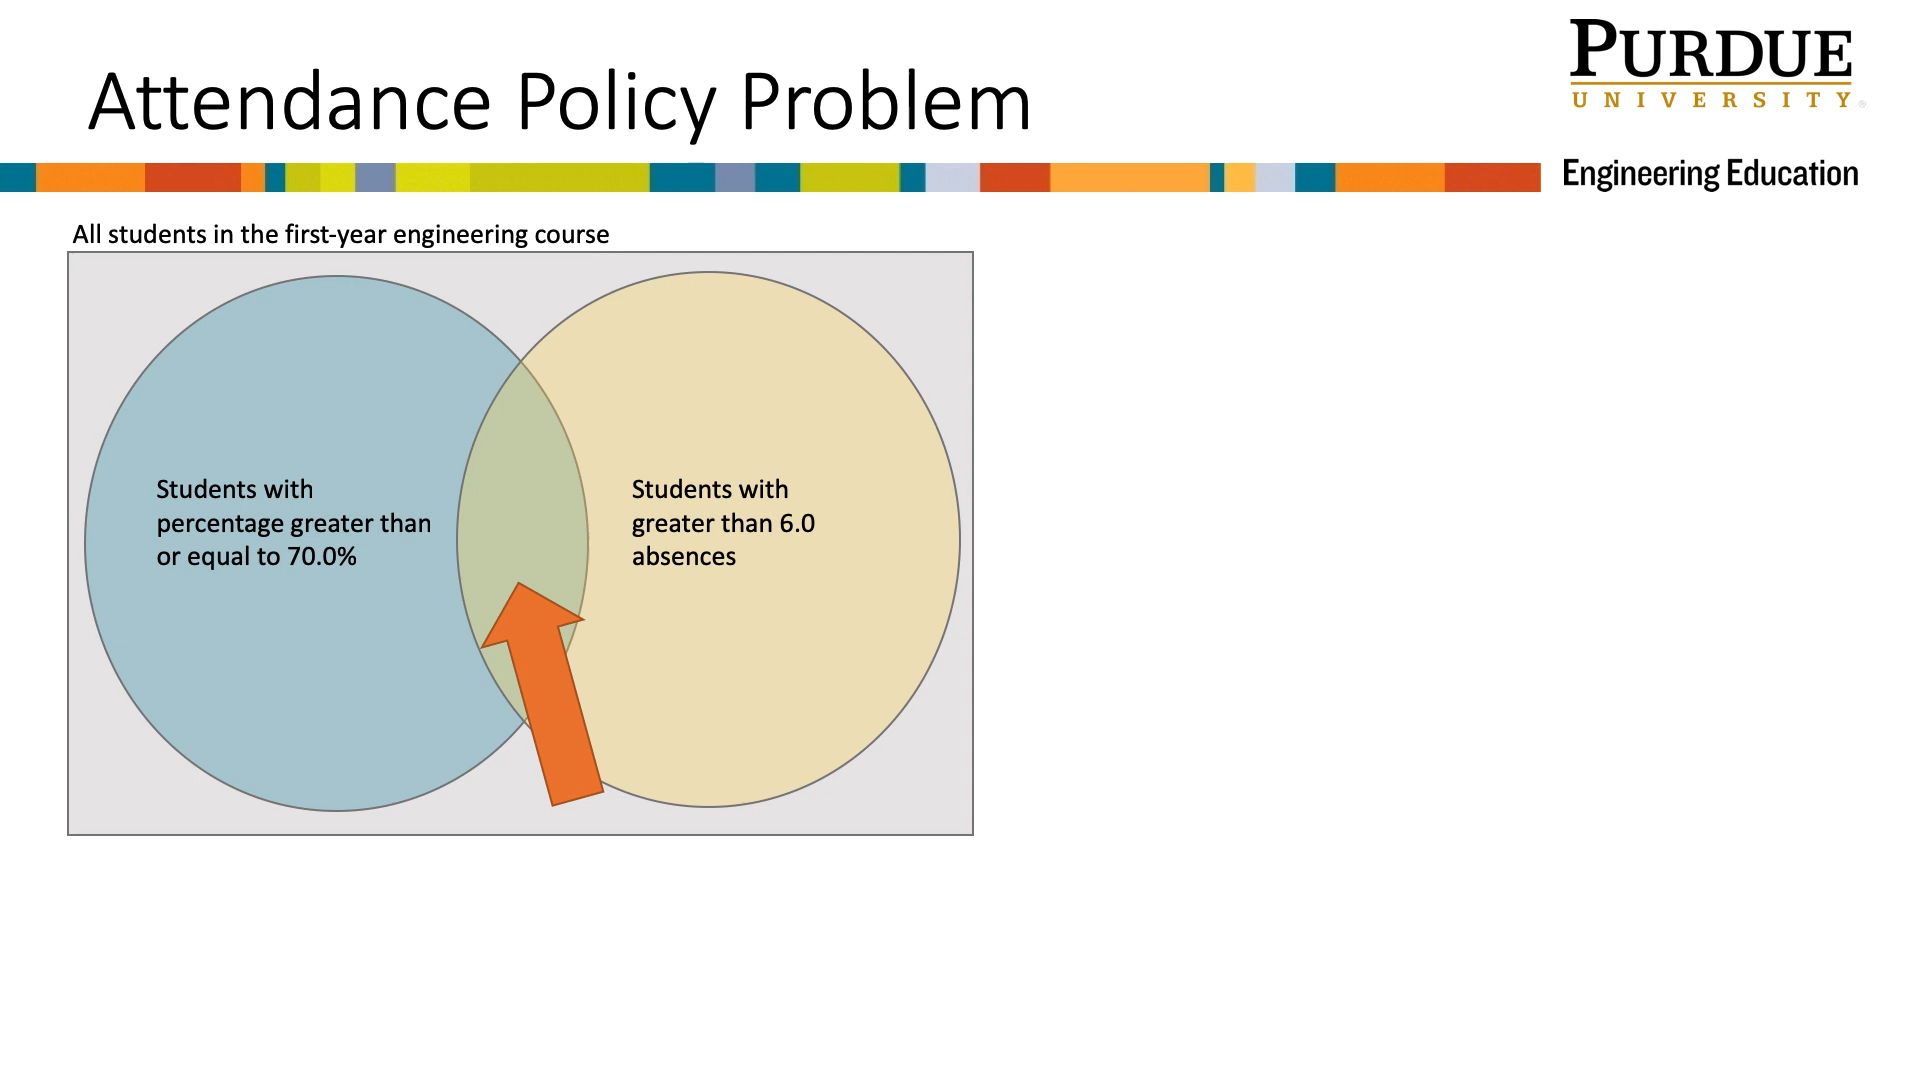 Attendance Policy Problem
PURDUE
UNIVERSITY®
Engineering Education
All students in the first-year engineering course
Students with
percentage greater than
or equal to 70.0%
Students with
greater than 6.0
absences